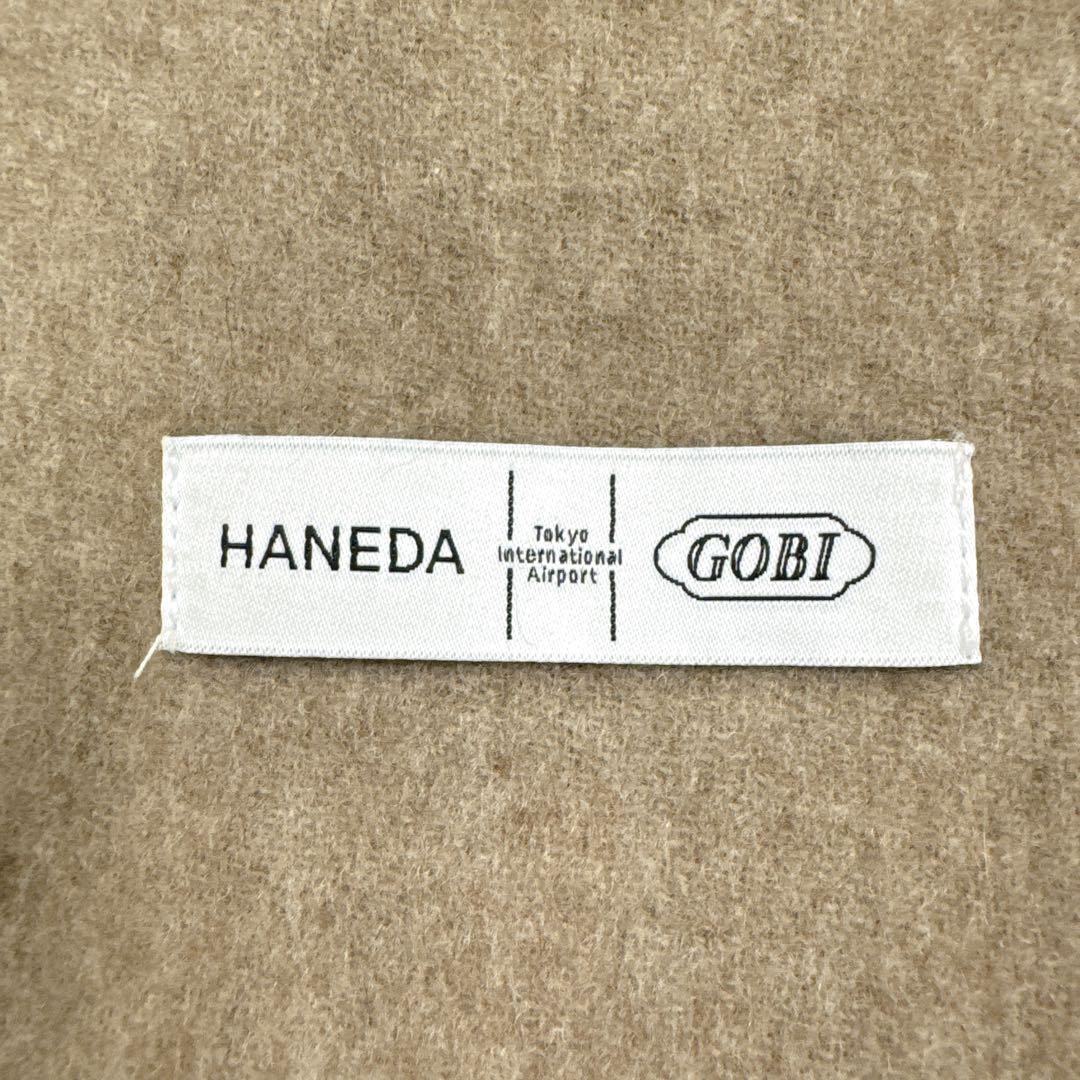 HANEDA
Tokyo
International
Airport
GOBI